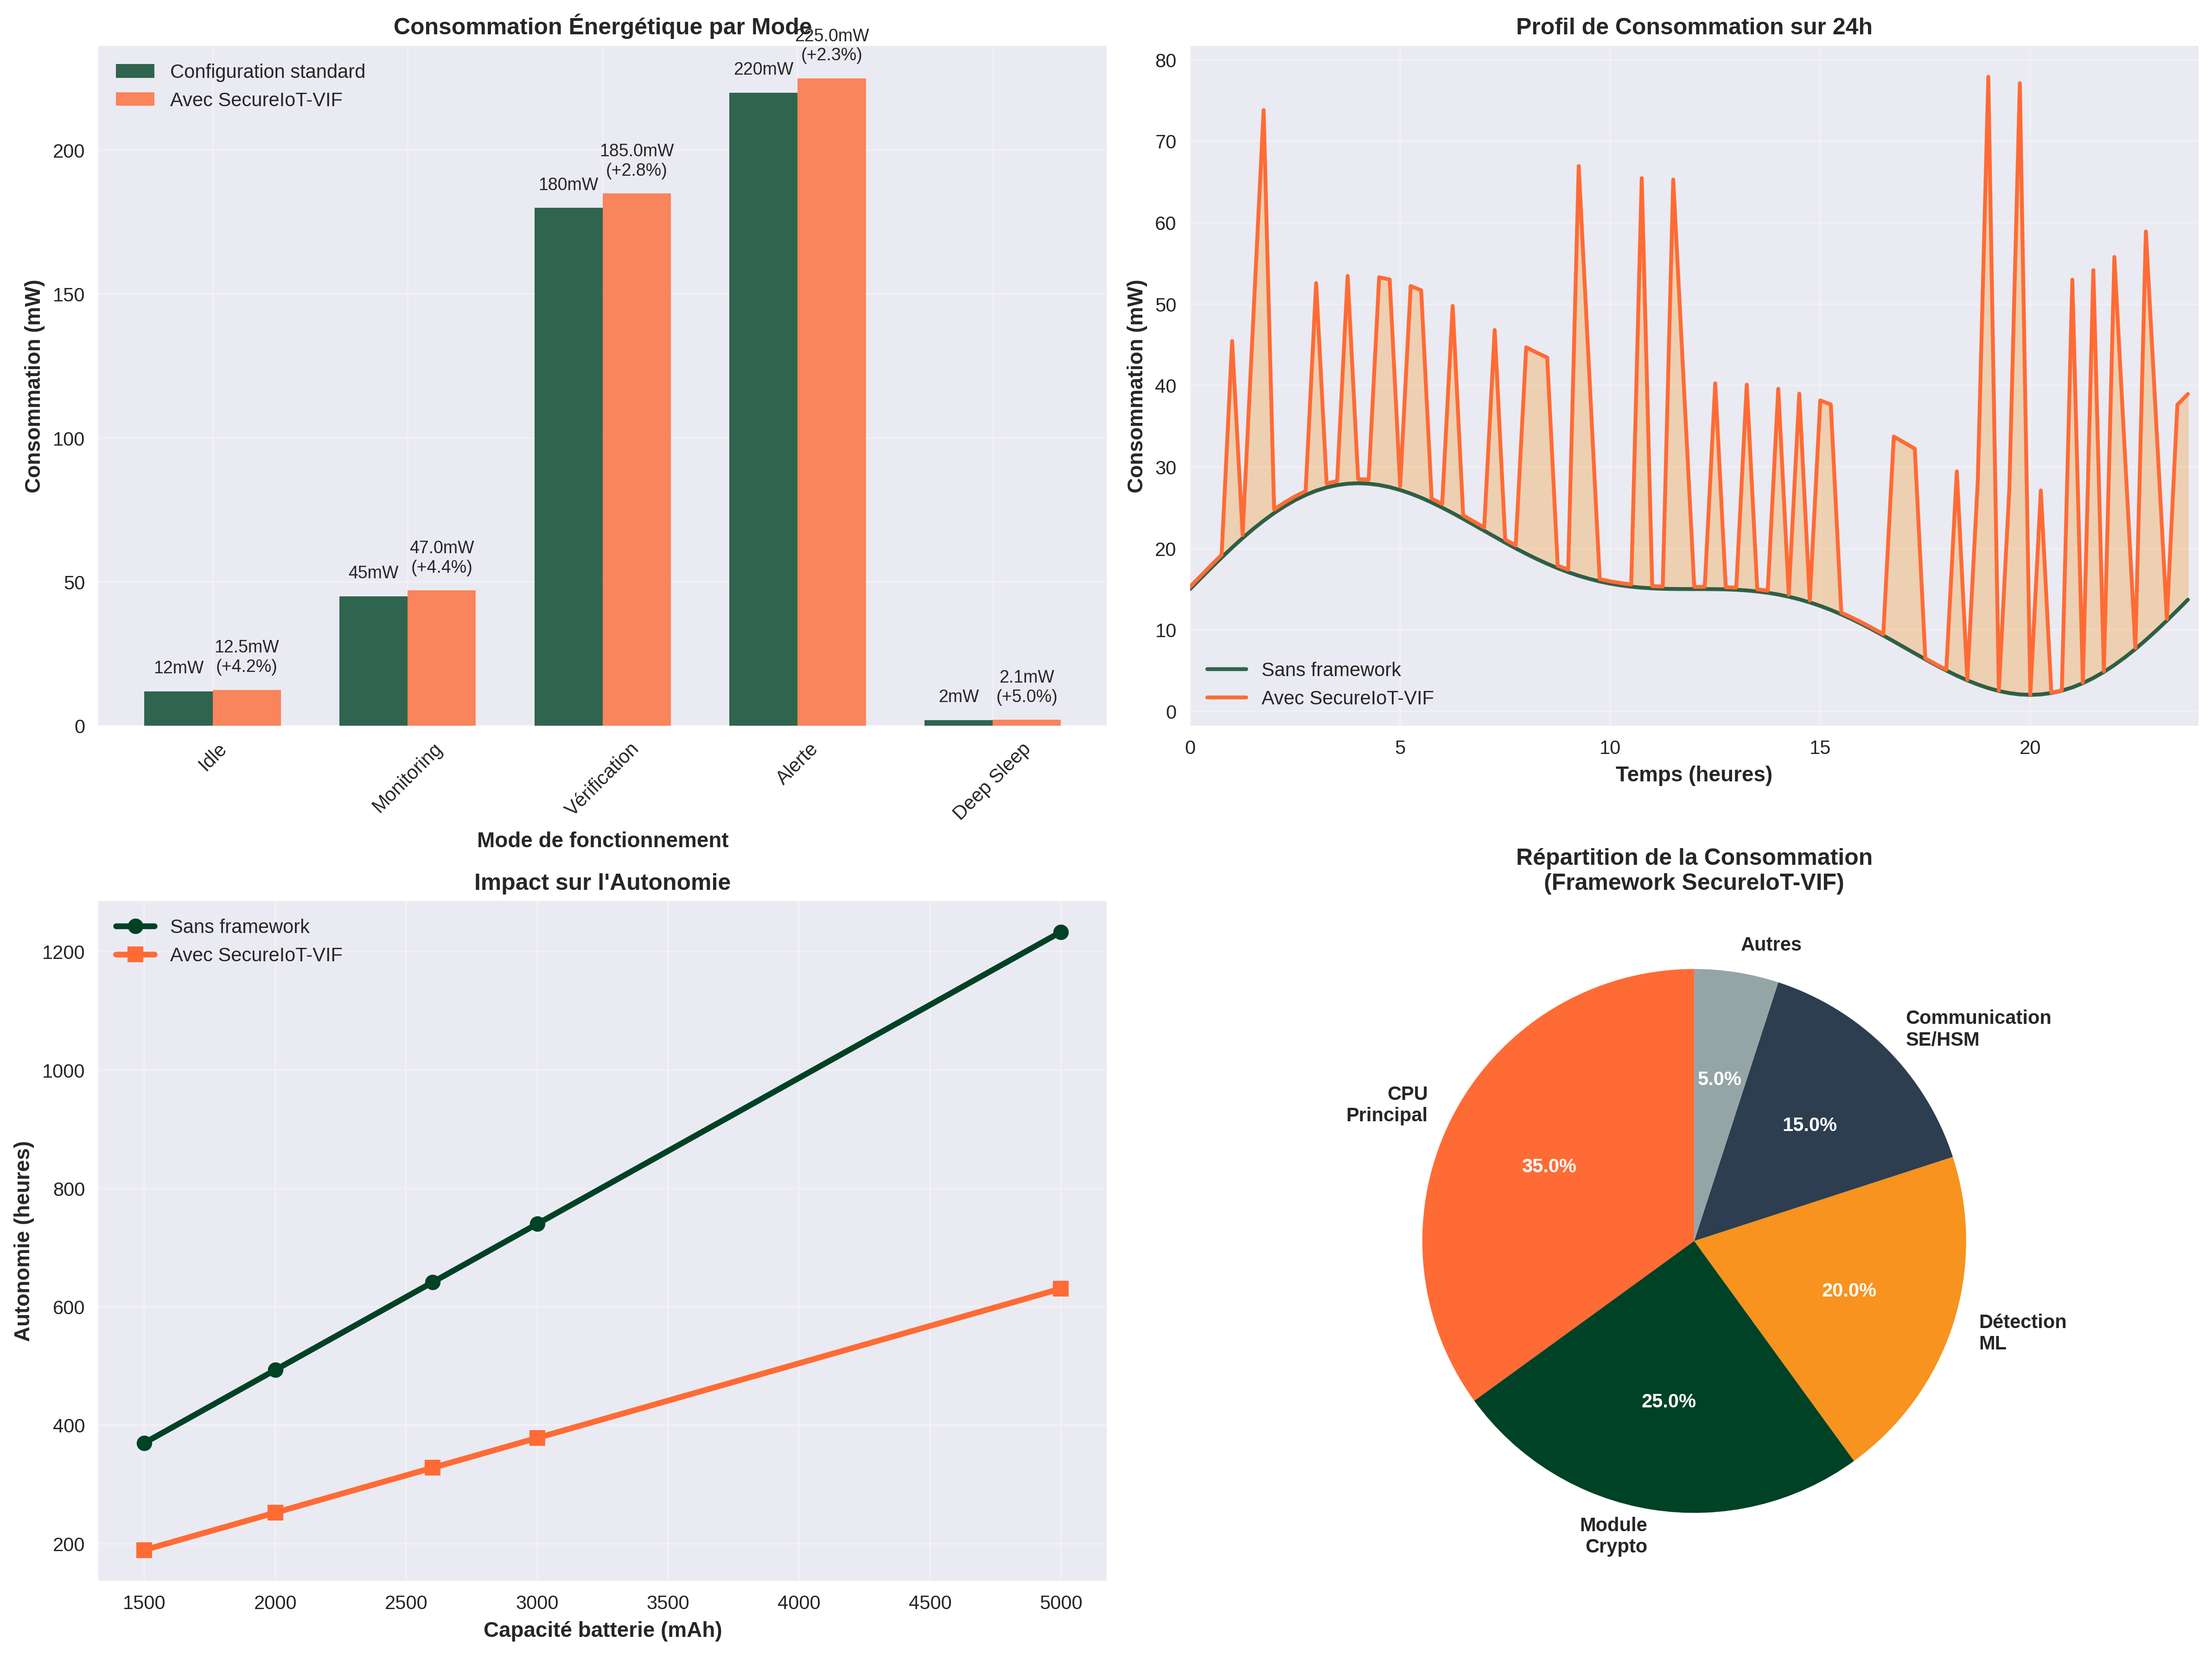 Consommation Énergétique par Mode
Configuration standard
Avec SecureIoT-VIF
Consommation (mW)
200
150
100
50
0
12mW
12.5mW
(+4.2%)
45mW
47.0mW
(+4.4%)
180mW
185.0mW
(+2.8%)
220mW
225.0mW
(+2.3%)
2mW
2.1mW
(+5.0%)
Idle
Monitoring
Vérification
Alerte
Deep Sleep
Mode de fonctionnement
Profil de Consommation sur 24h
Consommation (mW)
80
70
60
50
40
30
20
10
0
Sans framework
Avec SecureIoT-VIF
0
5
10
15
20
Temps (heures)
Impact sur l'Autonomie
Sans framework
Avec SecureIoT-VIF
Autonomie (heures)
1200
1000
800
600
400
200
1500
2000
2500
3000
3500
4000
4500
5000
Capacité batterie (mAh)
Répartition de la Consommation
(Framework SecureIoT-VIF)
Autres
5.0%
Communication
SE/HSM
15.0%
CPU
Principal
35.0%
20.0%
Détection
ML
25.0%
Module
Crypto